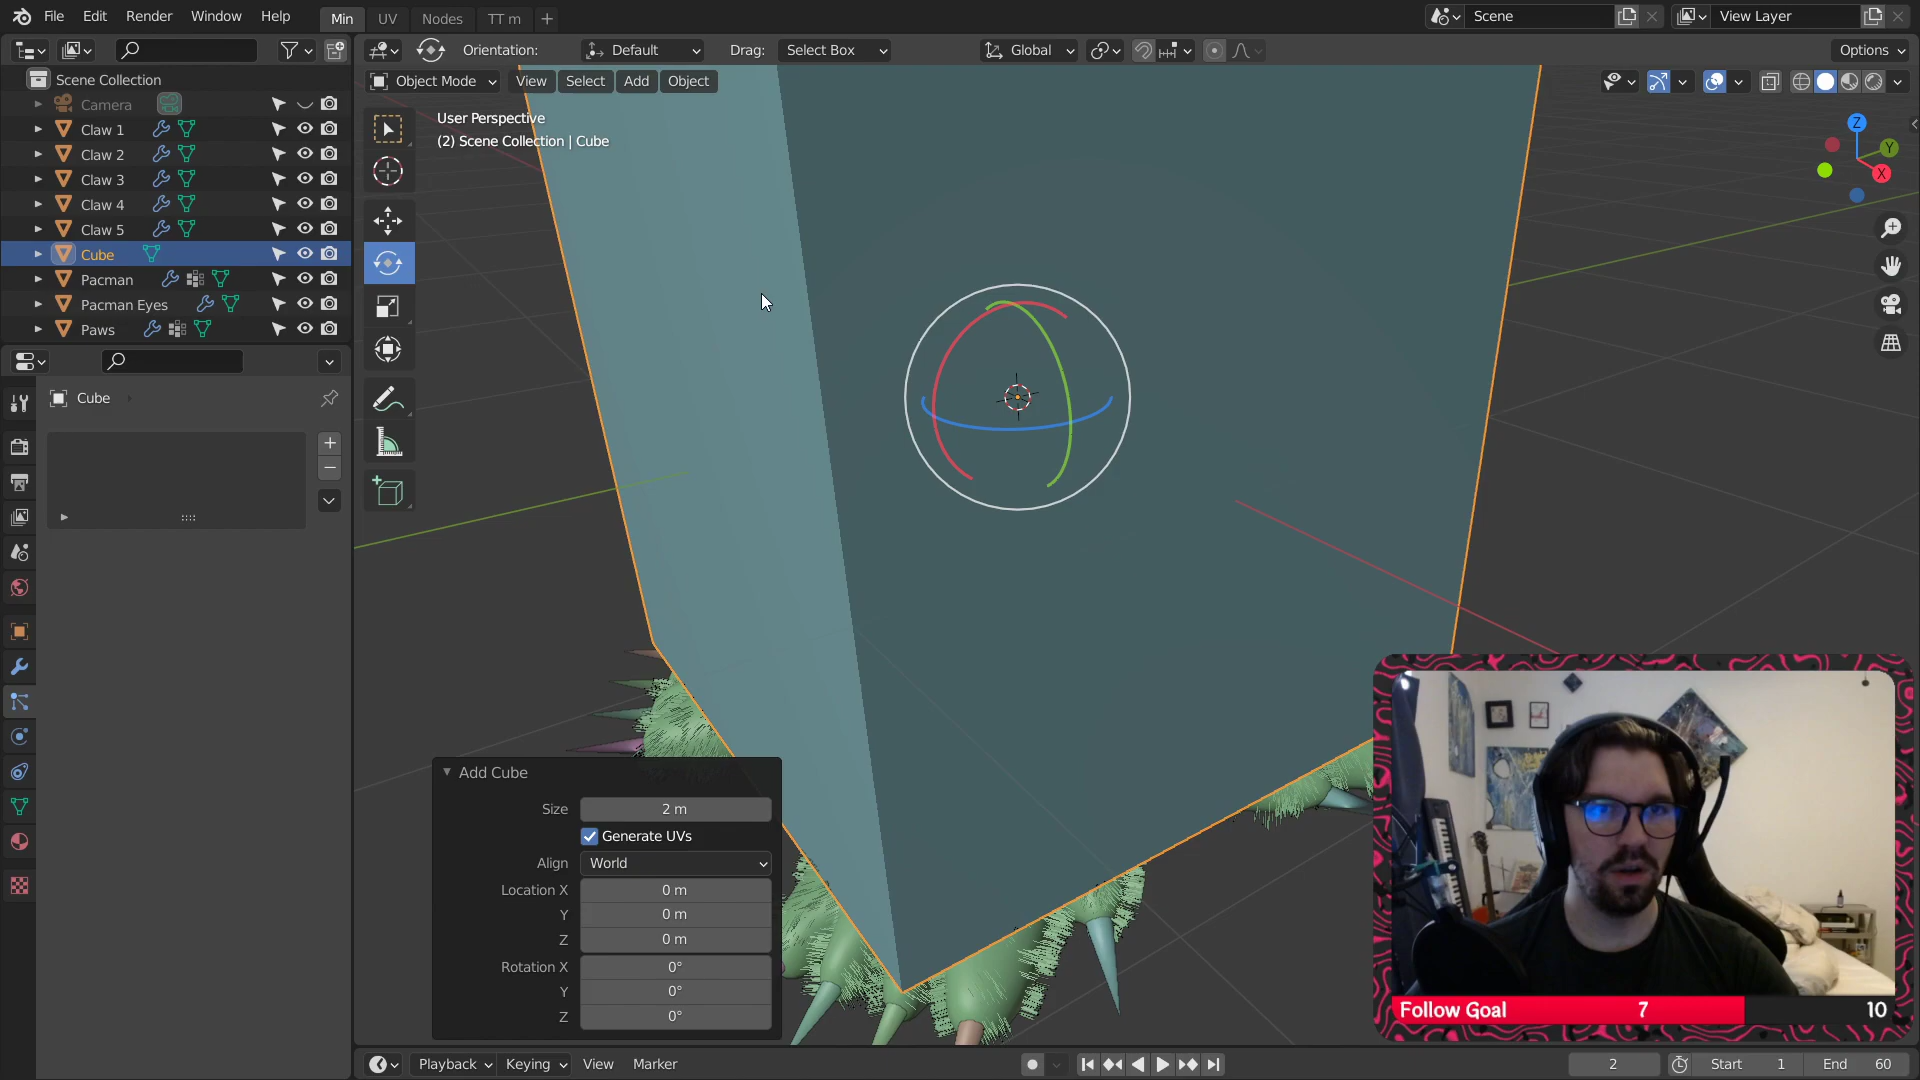 File Edit Render Window Help Min UV Nodes TT m Scene View Layer
Orientation: Default Drag: Select Box Global Options
Scene Collection
Camera
Claw 1
Claw 2
Claw 3
Claw 4
Claw 5
Cube
Pacman
Pacman Eyes
Paws
Cube
Object Mode View Select Add Object
User Perspective
(2) Scene Collection | Cube
Z
Y
X
Add Cube
Size 2 m
Generate UVs
Align World
Location X 0 m
Y 0 m
Z 0 m
Rotation X 0°
Y 0°
Z 0°
Follow Goal 7 10
Playback Keying View Marker 2 Start 1 End 60